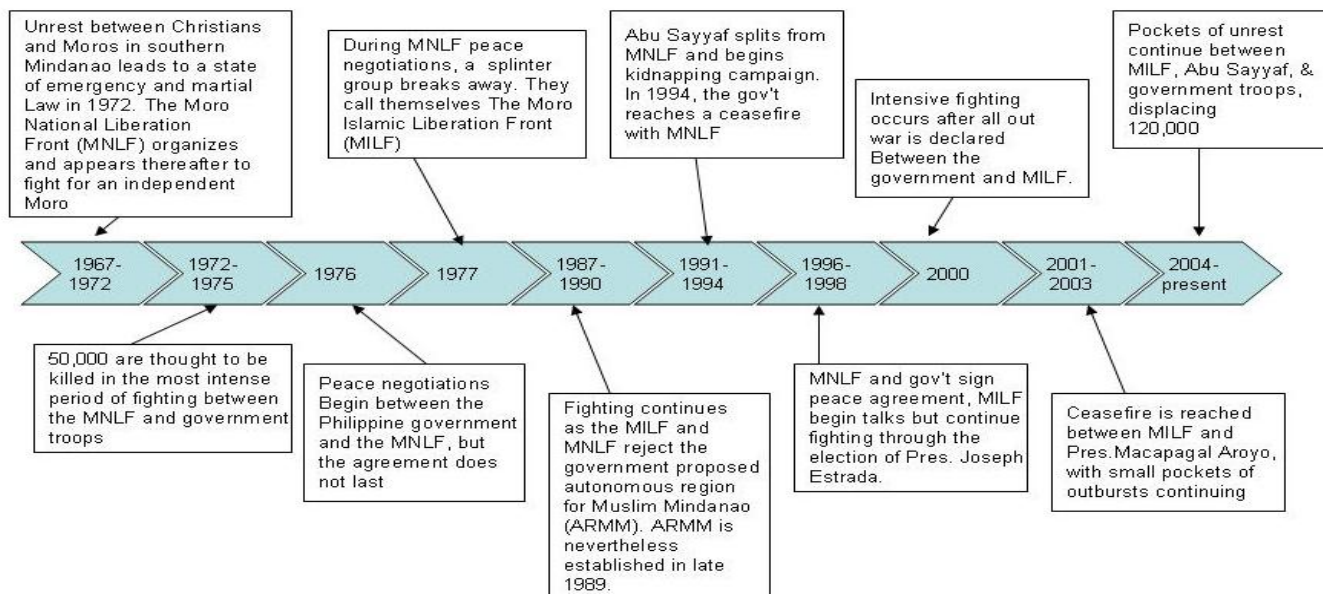 Unrest between Christians
and Moros in southern
Mindanao leads to a state
of emergency and martial
Law in 1972. The Moro
National Liberation
Front (MNLF) organizes
and appears thereafter to
fight for an independent
Moro
During MNLF peace
negotiations, a splinter
group breaks away. They
call themselves The Moro
Islamic Liberation Front
(MILF)
Abu Sayyaf splits from
MNLF and begins
kidnapping campaign.
In 1994, the gov't
reaches a ceasefire
with MNLF
Intensive fighting
occurs after all out
war is declared
Between the
government and MILF.
Pockets of unrest
continue between
MILF, Abu Sayyaf, &
government troops,
displacing
120,000
1967-
1972
1972-
1975
1976
1977
1987-
1990
1991-
1994
1996-
1998
2000
2001-
2003
2004-
present
50,000 are thought to be
killed in the most intense
period of fighting between
the MNLF and government
troops
Peace negotiations
Begin between the
Philippine government
and the MNLF, but
the agreement does
not last
Fighting continues
as the MILF and
MNLF reject the
government proposed
autonomous region
for Muslim Mindanao
(ARMM). ARMM is
nevertheless
established in late
1989.
MNLF and gov't sign
peace agreement, MILF
begin talks but continue
fighting through the
election of Pres. Joseph
Estrada.
Ceasefire is reached
between MILF and
Pres.Macapagal Aroyo,
with small pockets of
outbursts continuing